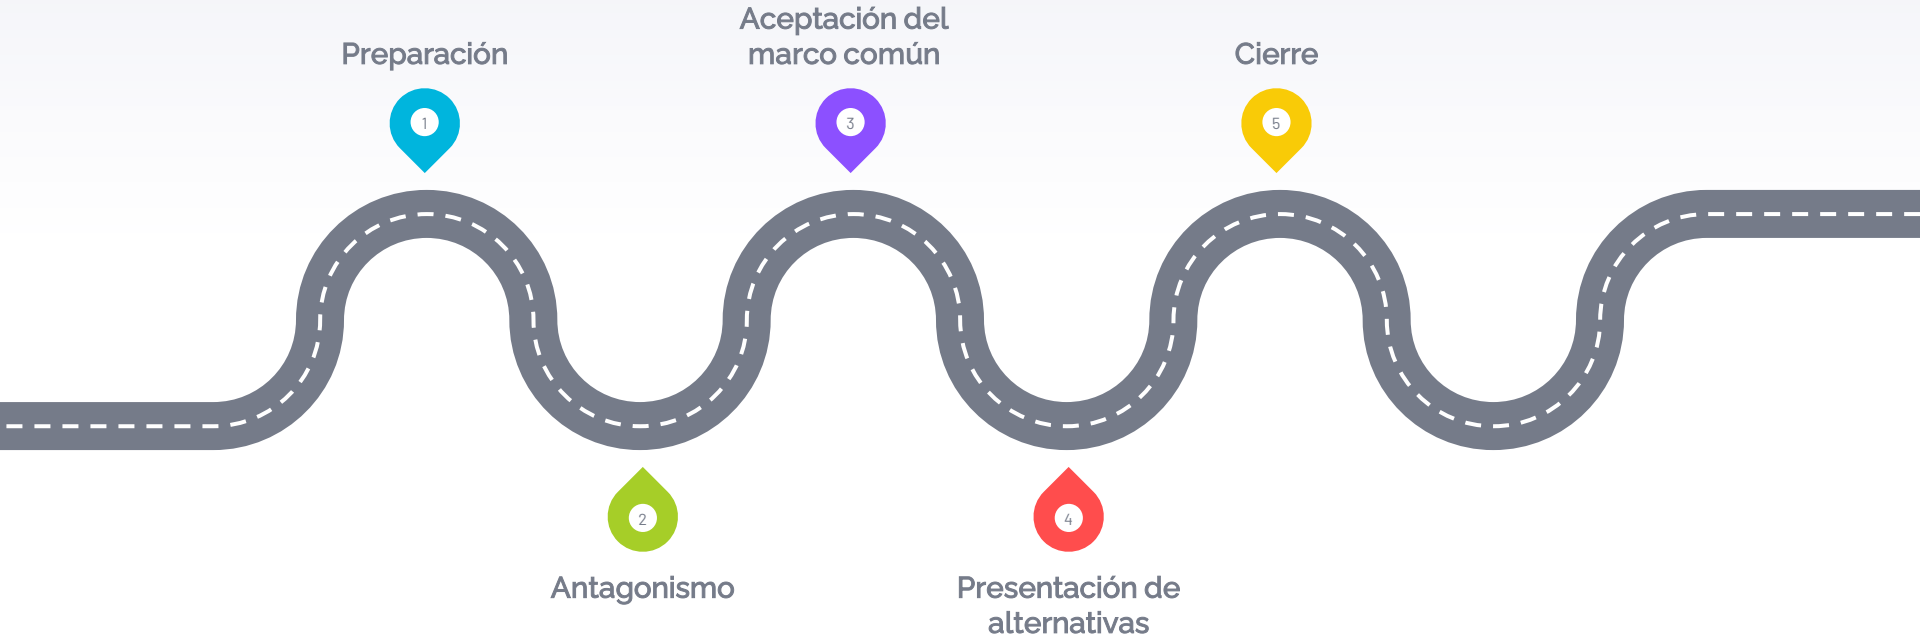 Preparación
1
Antagonismo
2
Aceptación del
marco común
3
Presentación de
alternativas
4
Cierre
5